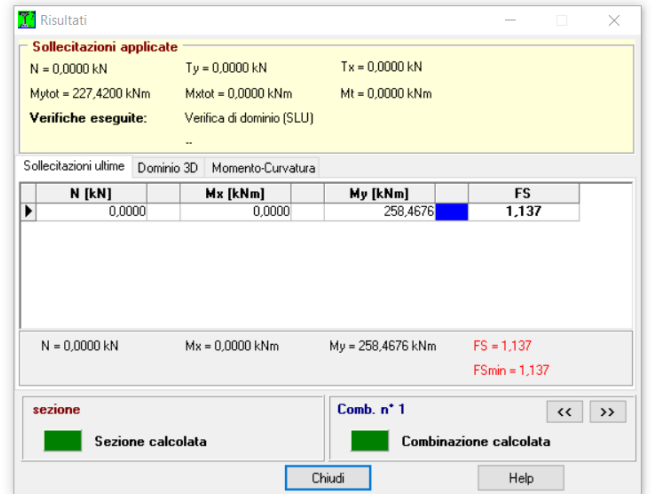 Risultati
Sollecitazioni applicate
N = 0,0000 kN Ty = 0,0000 kN Tx = 0,0000 kN
Mytot = 227,4200 kNm Mxtot = 0,0000 kNm Mt = 0,0000 kNm
Verifiche eseguite: Verifica di dominio (SLU)
--
Sollecitazioni ultime Dominio 3D Momento-Curvatura
N [kN] Mx [kNm] My [kNm] FS
0,0000 0,0000 258,4676 1,137
N = 0,0000 kN Mx = 0,0000 kNm My = 258,4676 kNm FS = 1,137
FSmin = 1,137
sezione Comb. n° 1 << >>
Sezione calcolata Combinazione calcolata
Chiudi Help